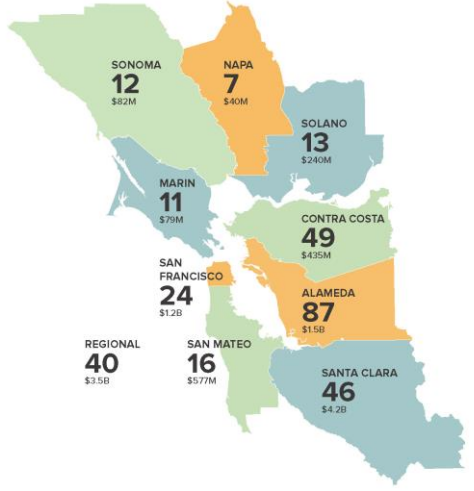 SONOMA
12
$82M
NAPA
7
$40M
SOLANO
13
$240M
MARIN
11
$79M
CONTRA COSTA
49
$435M
SAN
FRANCISCO
24
$1.2B
ALAMEDA
87
$1.5B
REGIONAL
40
$3.5B
SAN MATEO
16
$577M
SANTA CLARA
46
$4.2B